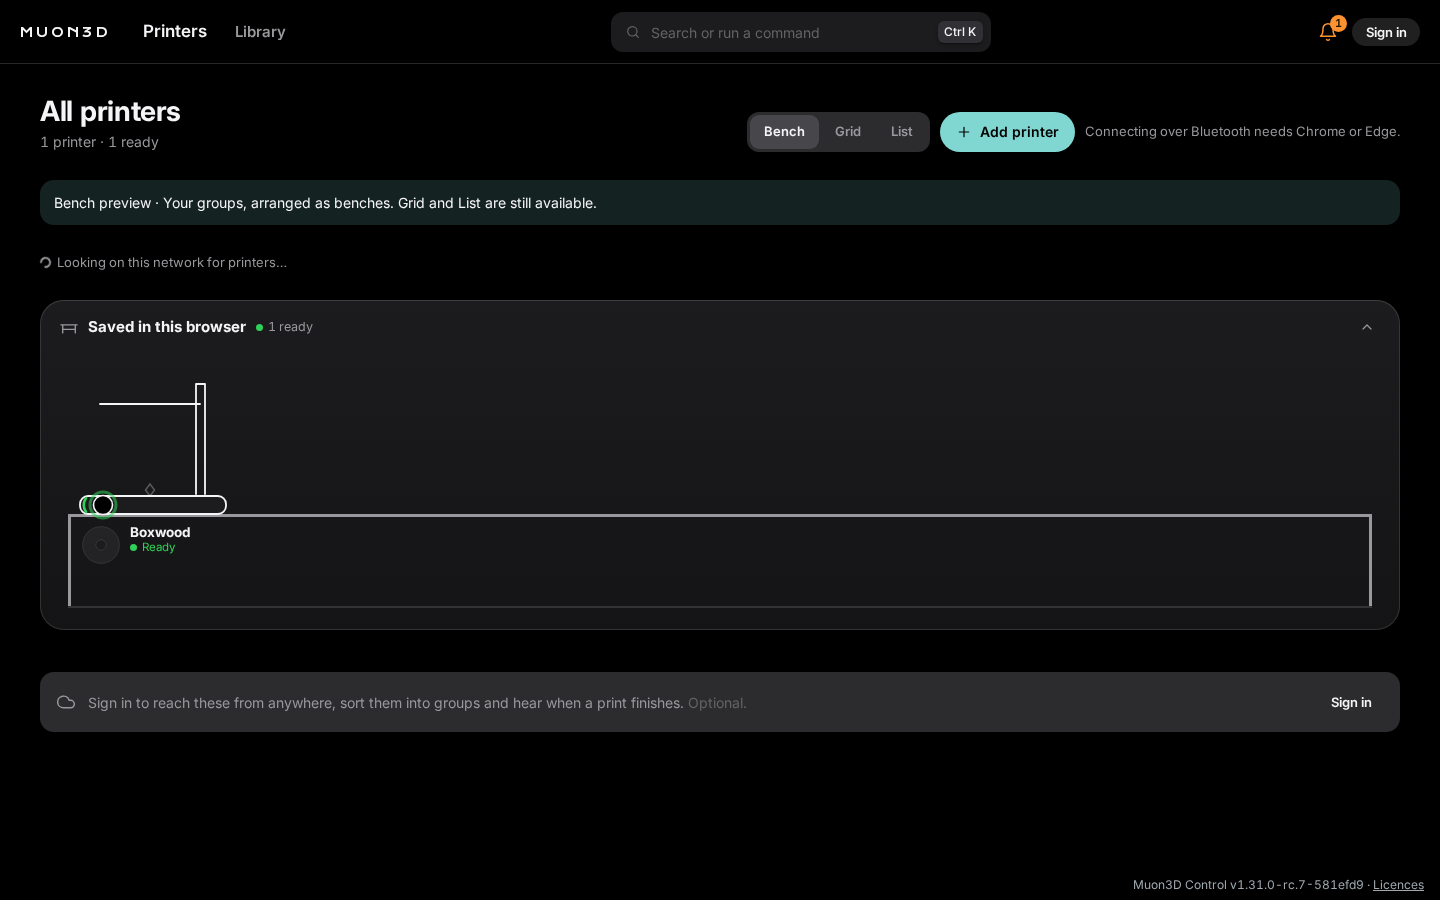 MUON3D
Printers
Library
Search or run a command
Ctrl K
1
Sign in
All printers
1 printer · 1 ready
Bench
Grid
List
Add printer
Connecting over Bluetooth needs Chrome or Edge.
Bench preview · Your groups, arranged as benches. Grid and List are still available.
Looking on this network for printers...
Saved in this browser
1 ready
Boxwood
Ready
Sign in to reach these from anywhere, sort them into groups and hear when a print finishes. Optional.
Sign in
Muon3D Control v1.31.0-rc.7-581efd9 · Licences